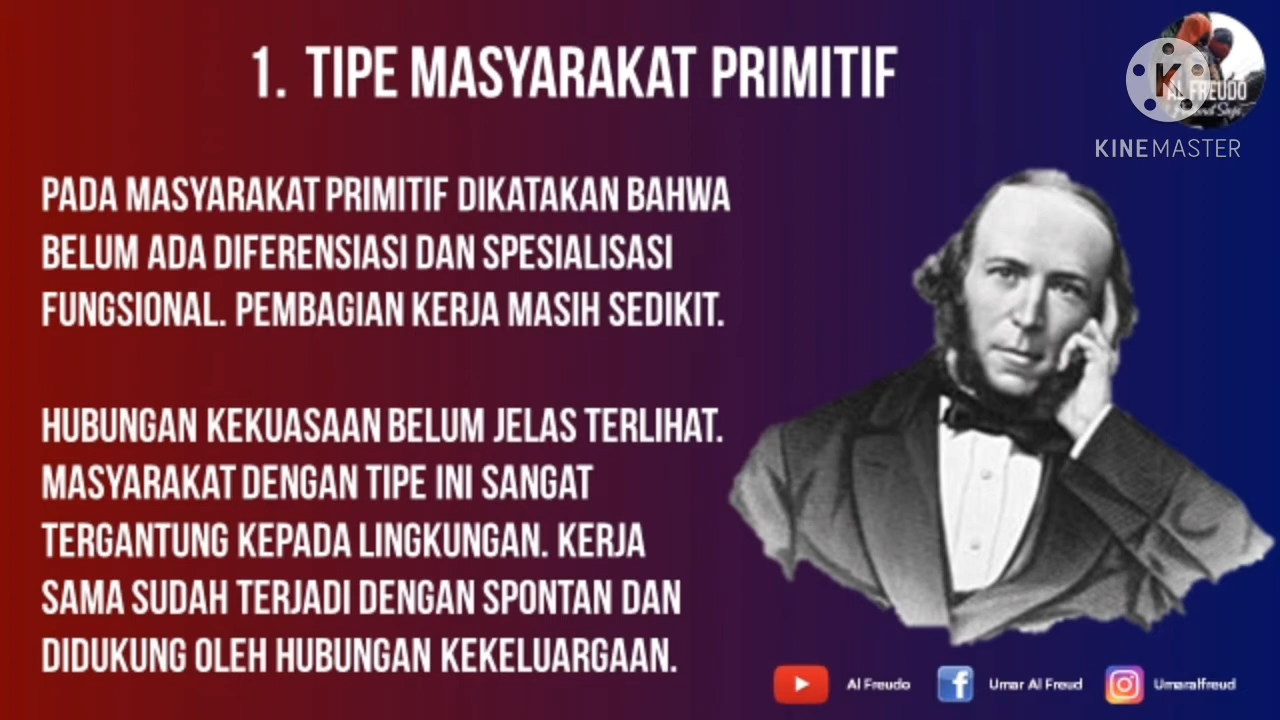 1. TIPE MASYARAKAT PRIMITIF
K
AL FREUDO
KINEMASTER
PADA MASYARAKAT PRIMITIF DIKATAKAN BAHWA
BELUM ADA DIFERENSIASI DAN SPESIALISASI
FUNGSIONAL. PEMBAGIAN KERJA MASIH SEDIKIT.
HUBUNGAN KEKUASAAN BELUM JELAS TERLIHAT.
MASYARAKAT DENGAN TIPE INI SANGAT
TERGANTUNG KEPADA LINGKUNGAN. KERJA
SAMA SUDAH TERJADI DENGAN SPONTAN DAN
DIDUKUNG OLEH HUBUNGAN KEKELUARGAAN.
Al Freudo Umar Al Freud Umaralfreud